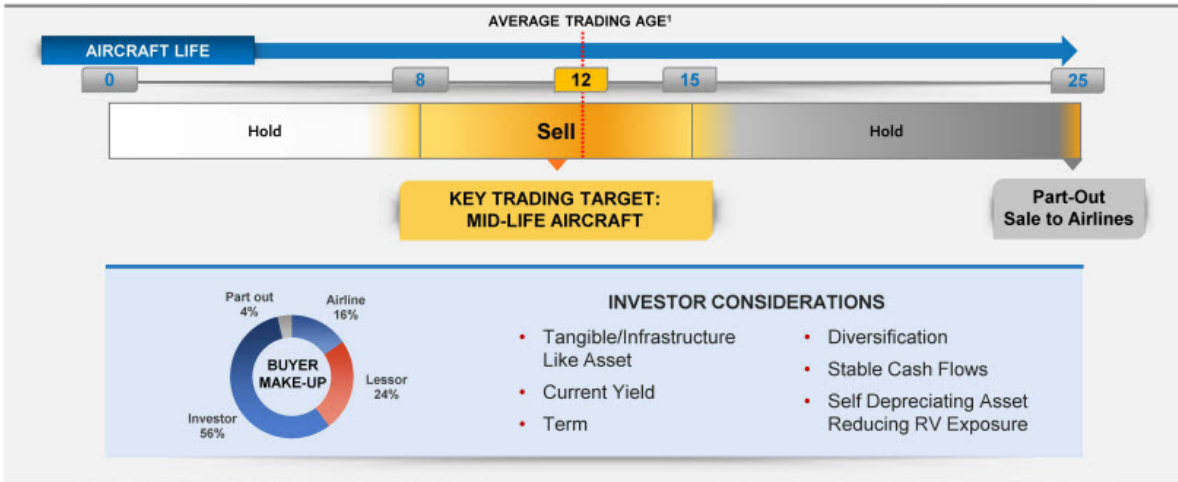 AVERAGE TRADING AGE¹
AIRCRAFT LIFE
0
8
12
15
25
Hold
Sell
Hold
KEY TRADING TARGET:
MID-LIFE AIRCRAFT
Part-Out
Sale to Airlines
Part out
4%
Airline
16%
BUYER
MAKE-UP
Lessor
24%
Investor
56%
INVESTOR CONSIDERATIONS
• Tangible/Infrastructure
Like Asset
• Current Yield
• Term
• Diversification
• Stable Cash Flows
• Self Depreciating Asset
Reducing RV Exposure